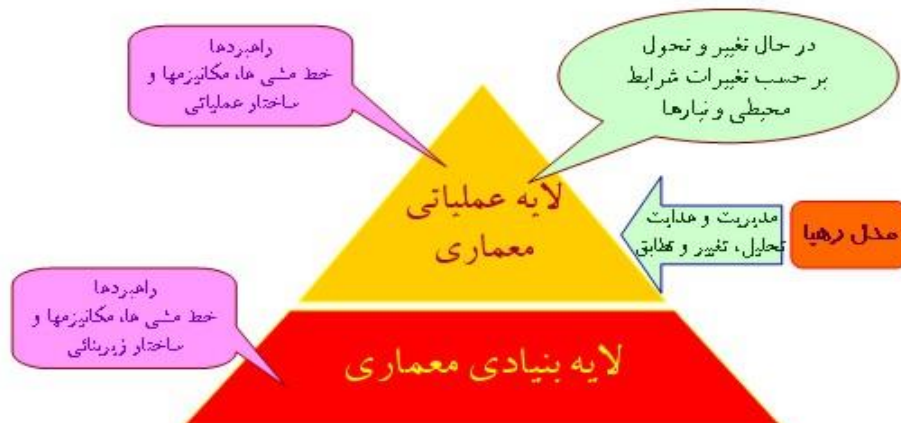 راهبردها
خط مشی ها، مکانیزمها و
ساختار عملیاتی
در حال تغییر و تحول
بر حسب تغییرات شرایط
محیطی و نیازها
لایه عملیاتی
معماری
مدیریت و هدایت
تحلیل، تغییر و تطابق
مدل رهیا
راهبردها
خط مشی ها، مکانیزمها و
ساختار زیربنائی
لایه بنیادی معماری